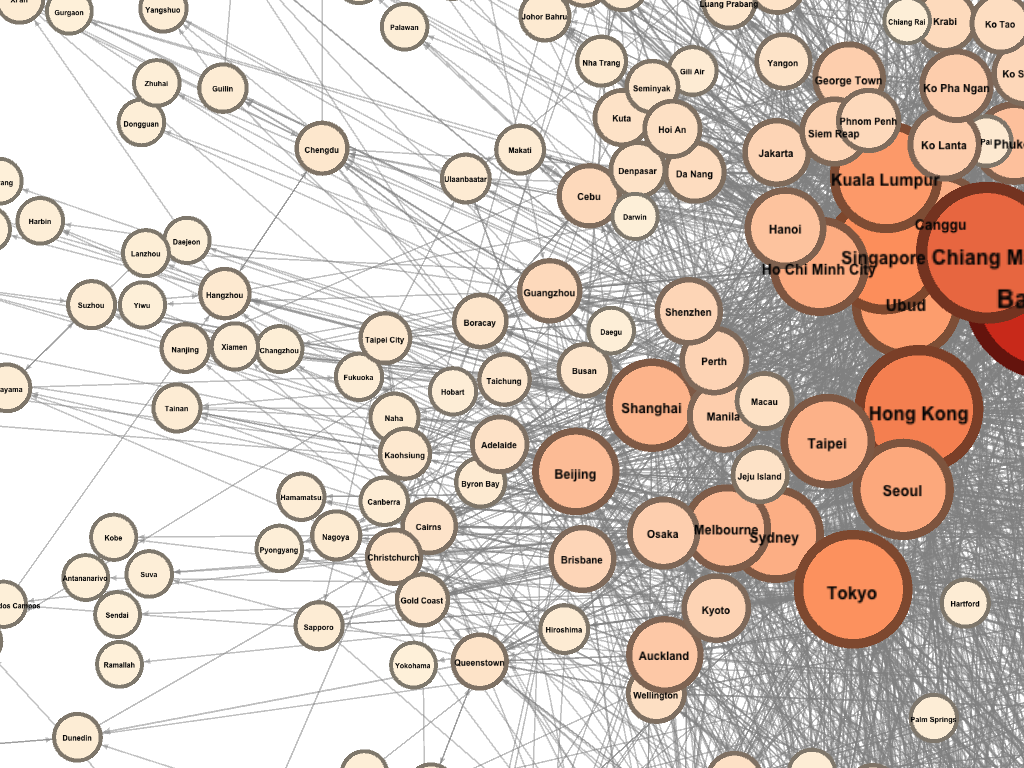 Gurgaon
Yangshuo
Palawan
Johor Bahru
Luang Prabang
Chiang Rai
Krabi
Ko Tao
Nha Trang
Gili Air
Yangon
George Town
Ko Pha Ngan
Ko S
Zhuhai
Guilin
Seminyak
Dongguan
Kuta
Hoi An
Phnom Penh
Siem Reap
Pai
Phuk
Ko Lanta
Chengdu
Makati
Jakarta
Ulaanbaatar
Denpasar
Da Nang
Kuala Lumpur
ang
Cebu
Harbin
Darwin
Hanoi
Canggu
Daejeon
Lanzhou
Singapore
Chiang M
Ho Chi Minh City
Guangzhou
Hangzhou
Ba
Suzhou
Yiwu
Ubud
Shenzhen
Boracay
Daegu
Taipei City
Nanjing
Xiamen
Changzhou
Perth
Busan
Fukuoka
Taichung
ayama
Hobart
Macau
Tainan
Shanghai
Hong Kong
Naha
Manila
Adelaide
Taipei
Kaohsiung
Beijing
Jeju Island
Byron Bay
Seoul
Hamamatsu
Canberra
Cairns
Melbourne
Osaka
Kobe
Nagoya
Sydney
Pyongyang
Christchurch
Brisbane
Antananarivo
Suva
Tokyo
Gold Coast
dos Campos
Hartford
Kyoto
Sendai
Sapporo
Hiroshima
Auckland
Ramallah
Yokohama
Queenstown
Wellington
Palm Springs
Dunedin